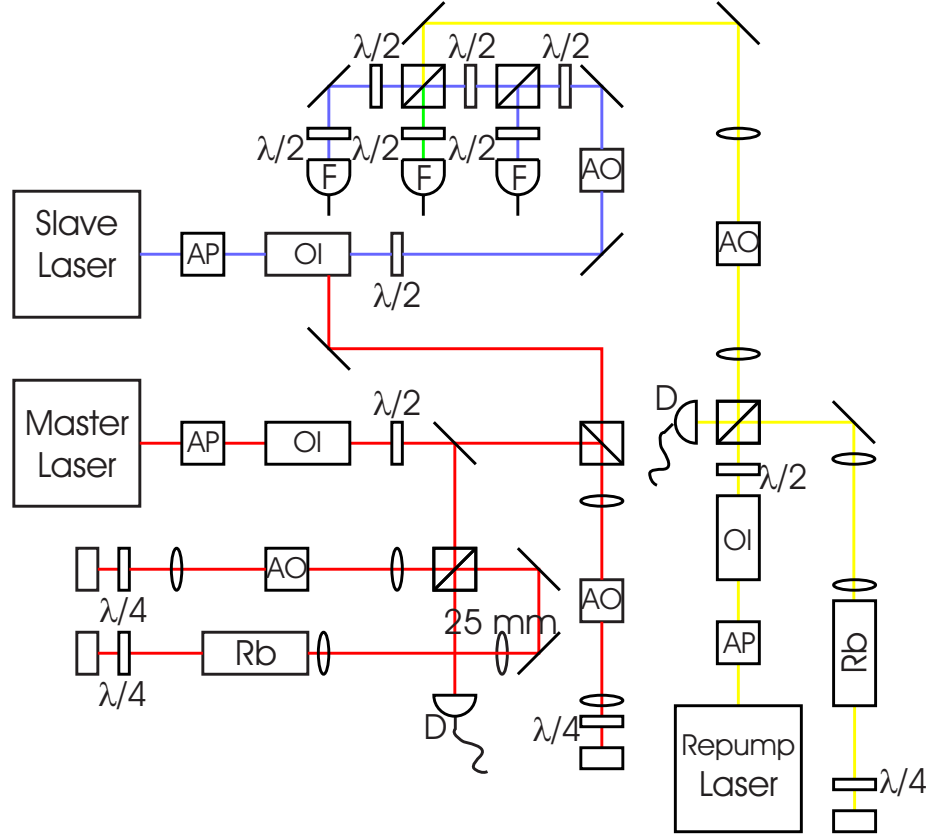 λ/2 λ/2 λ/2
λ/2 λ/2 λ/2
F F F
AO
Slave
Laser
AP
OI
λ/2
AO
Master
Laser
AP
OI
λ/2
D
λ/2
OI
AO
λ/4
25 mm
AO
Rb
λ/4
AP
Rb
D
λ/4
Repump
Laser
λ/4